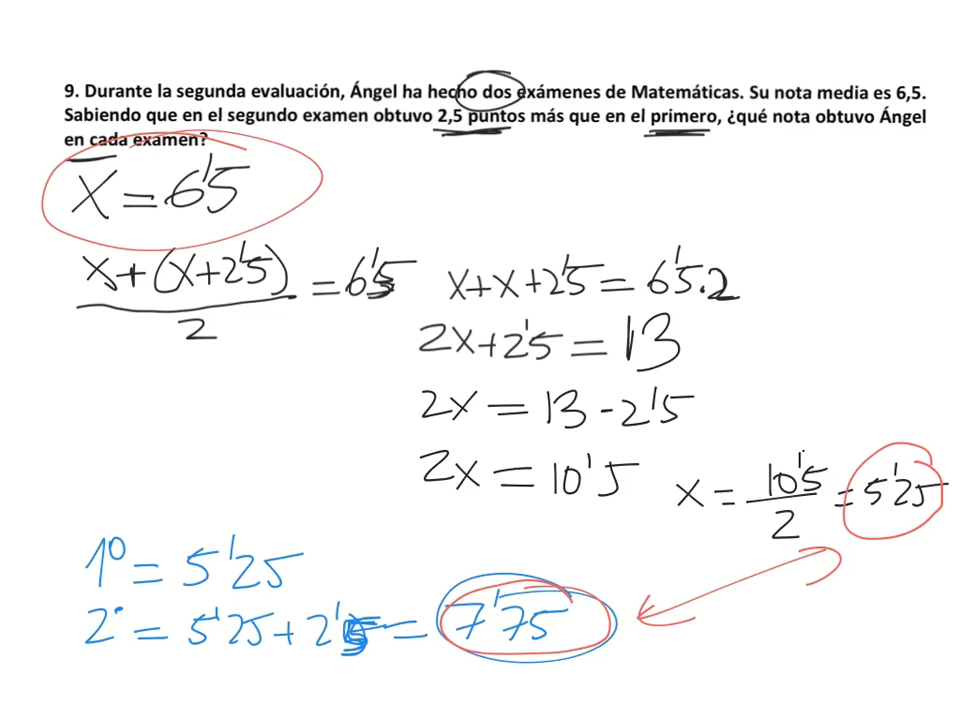 9. Durante la segunda evaluación, Ángel ha hecho dos exámenes de Matemáticas. Su nota media es 6,5.
Sabiendo que en el segundo examen obtuvo 2,5 puntos más que en el primero, ¿qué nota obtuvo Ángel
en cada examen?
x̅ = 6'5
x+(x+2'5) / 2 = 6'5
x+x+2'5 = 6'5.2
2x+2'5 = 13
2x = 13-2'5
2x = 10'5
x = 10'5 / 2 = 5'25
1º = 5'25
2º = 5'25+2'5 = 7'75